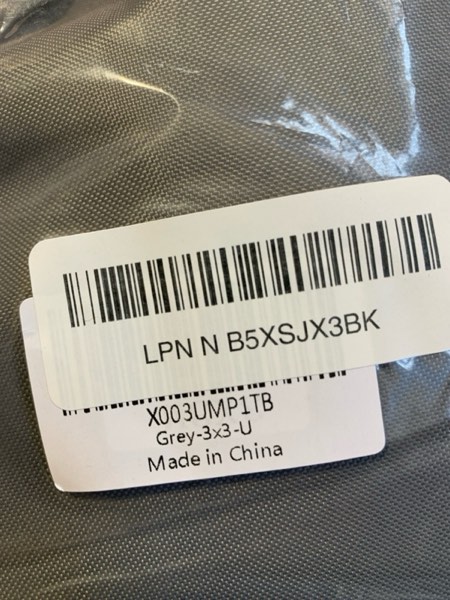 LPN N B5XSJX3BK
X003UMP1TB
Grey-3x3-U
Made in China